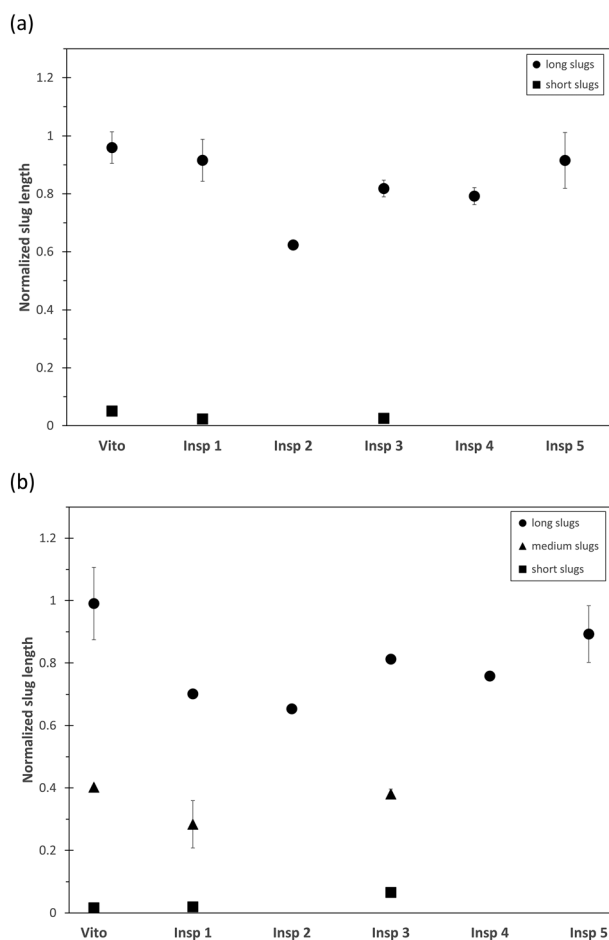 (a)
Normalized slug length
1.2
1
0.8
0.6
0.4
0.2
0
long slugs
short slugs
Vito Insp 1 Insp 2 Insp 3 Insp 4 Insp 5
(b)
Normalized slug length
1.2
1
0.8
0.6
0.4
0.2
0
long slugs
medium slugs
short slugs
Vito Insp 1 Insp 2 Insp 3 Insp 4 Insp 5